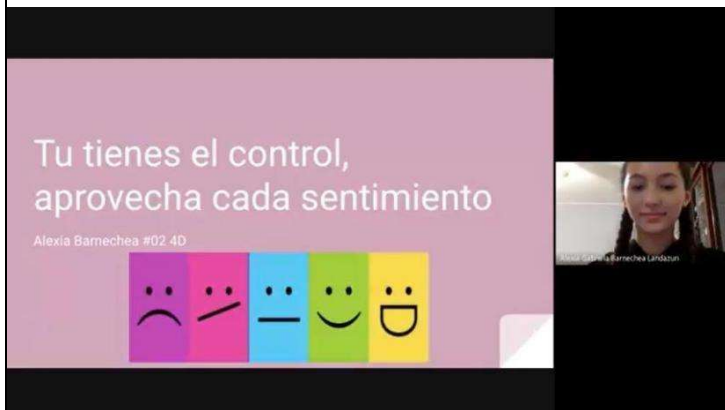 Tu tienes el control,
aprovecha cada sentimiento
Alexia Barnechea #02 4D
Alexia Gabriela Barnechea Landazuri